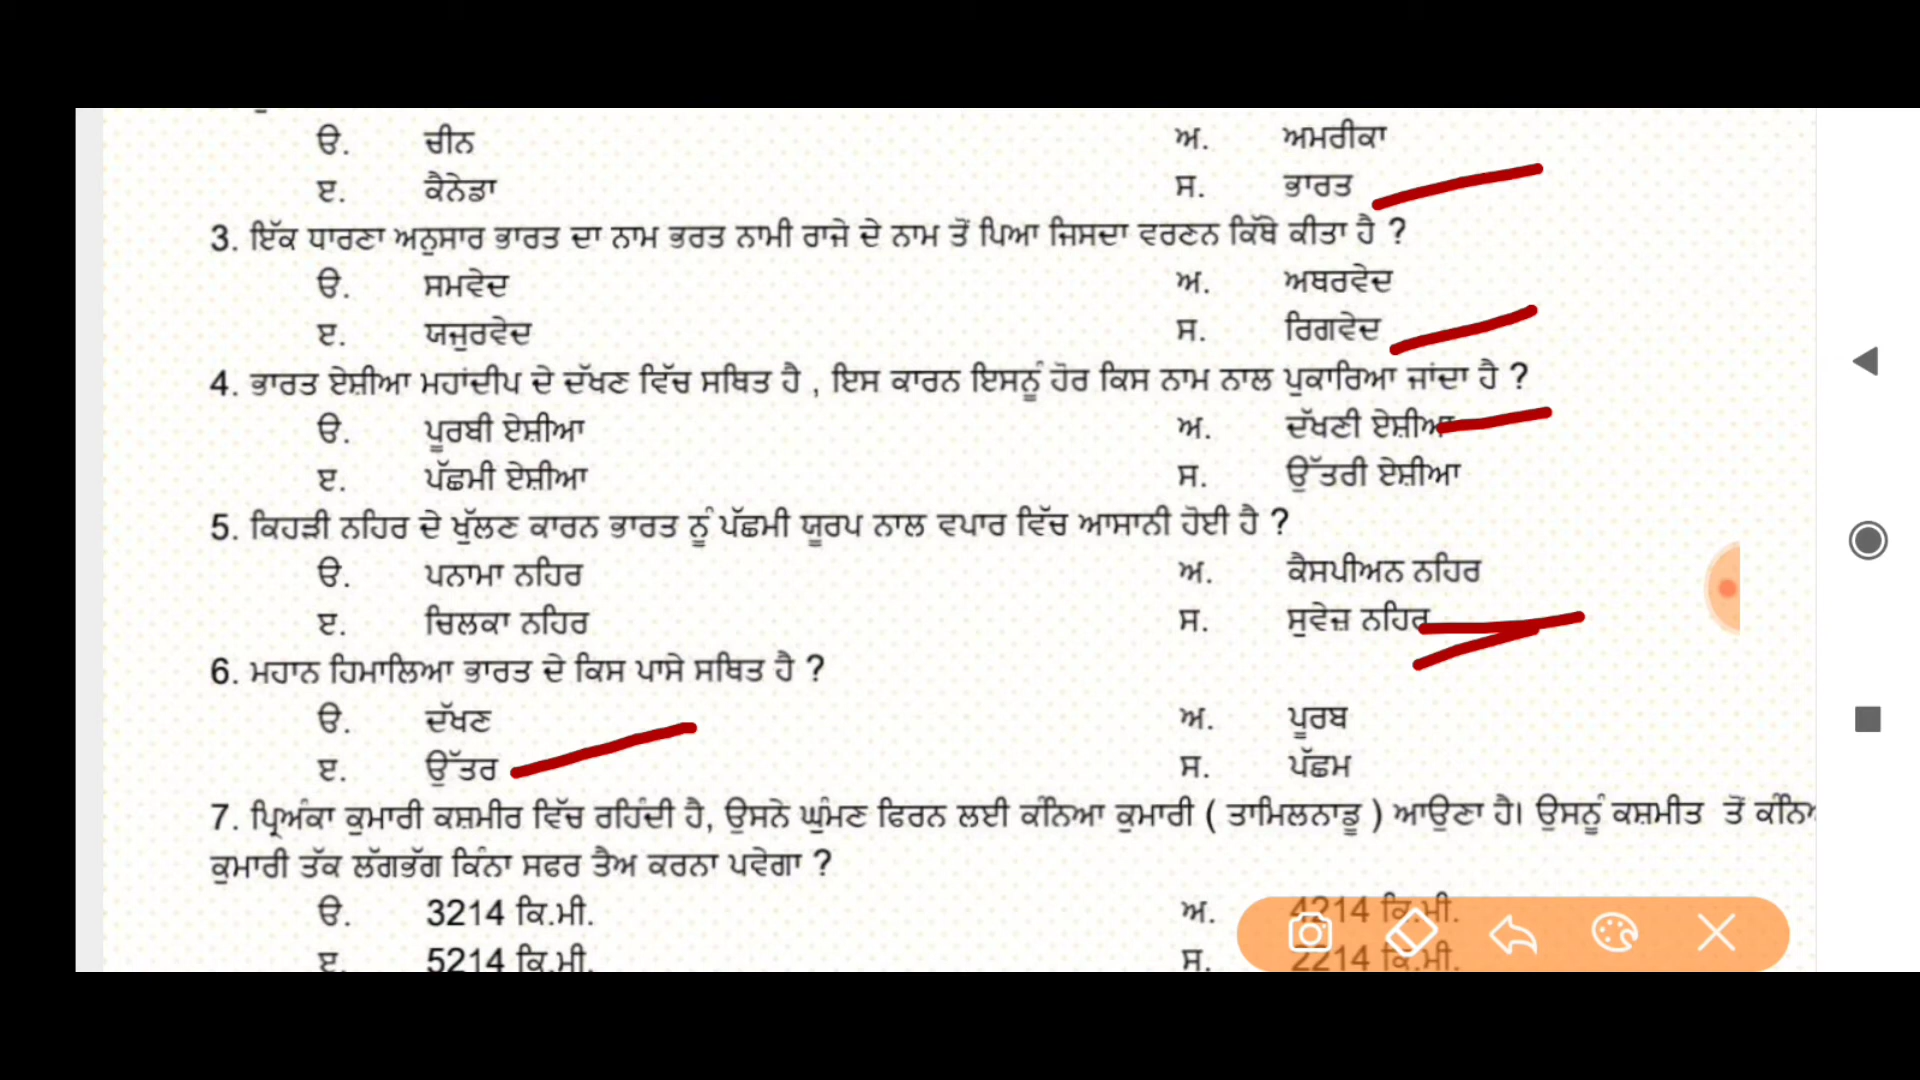 ੳ. ਚੀਨ ਅ. ਅਮਰੀਕਾ
ੲ. ਕੈਨੇਡਾ ਸ. ਭਾਰਤ
3. ਇੱਕ ਧਾਰਣਾ ਅਨੁਸਾਰ ਭਾਰਤ ਦਾ ਨਾਮ ਭਰਤ ਨਾਮੀ ਰਾਜੇ ਦੇ ਨਾਮ ਤੋਂ ਪਿਆ ਜਿਸਦਾ ਵਰਣਨ ਕਿੱਥੇ ਕੀਤਾ ਹੈ ?
ੳ. ਸਮਵੇਦ ਅ. ਅਥਰਵੇਦ
ੲ. ਯਜੁਰਵੇਦ ਸ. ਰਿਗਵੇਦ
4. ਭਾਰਤ ਏਸ਼ੀਆ ਮਹਾਂਦੀਪ ਦੇ ਦੱਖਣ ਵਿੱਚ ਸਥਿਤ ਹੈ , ਇਸ ਕਾਰਨ ਇਸਨੂੰ ਹੋਰ ਕਿਸ ਨਾਮ ਨਾਲ ਪੁਕਾਰਿਆ ਜਾਂਦਾ ਹੈ ?
ੳ. ਪੂਰਬੀ ਏਸ਼ੀਆ ਅ. ਦੱਖਣੀ ਏਸ਼ੀਆ
ੲ. ਪੱਛਮੀ ਏਸ਼ੀਆ ਸ. ਉੱਤਰੀ ਏਸ਼ੀਆ
5. ਕਿਹੜੀ ਨਹਿਰ ਦੇ ਖੁੱਲਣ ਕਾਰਨ ਭਾਰਤ ਨੂੰ ਪੱਛਮੀ ਯੂਰਪ ਨਾਲ ਵਪਾਰ ਵਿੱਚ ਆਸਾਨੀ ਹੋਈ ਹੈ ?
ੳ. ਪਨਾਮਾ ਨਹਿਰ ਅ. ਕੈਸਪੀਅਨ ਨਹਿਰ
ੲ. ਚਿਲਕਾ ਨਹਿਰ ਸ. ਸੁਵੇਜ਼ ਨਹਿਰ
6. ਮਹਾਨ ਹਿਮਾਲਿਆ ਭਾਰਤ ਦੇ ਕਿਸ ਪਾਸੇ ਸਥਿਤ ਹੈ ?
ੳ. ਦੱਖਣ ਅ. ਪੂਰਬ
ੲ. ਉੱਤਰ ਸ. ਪੱਛਮ
7. ਪ੍ਰਿਅੰਕਾ ਕੁਮਾਰੀ ਕਸ਼ਮੀਰ ਵਿੱਚ ਰਹਿੰਦੀ ਹੈ, ਉਸਨੇ ਘੁੰਮਣ ਫਿਰਨ ਲਈ ਕੰਨਿਆ ਕੁਮਾਰੀ ( ਤਾਮਿਲਨਾਡੂ ) ਆਉਣਾ ਹੈ। ਉਸਨੂੰ ਕਸ਼ਮੀਤ ਤੋਂ ਕੰਨਿਆ
ਕੁਮਾਰੀ ਤੱਕ ਲੱਗਭੱਗ ਕਿੰਨਾ ਸਫਰ ਤੈਅ ਕਰਨਾ ਪਵੇਗਾ ?
ੳ. 3214 ਕਿ.ਮੀ. ਅ. 4214 ਕਿ.ਮੀ.
ੲ. 5214 ਕਿ.ਮੀ. ਸ. 2214 ਕਿ.ਮੀ.